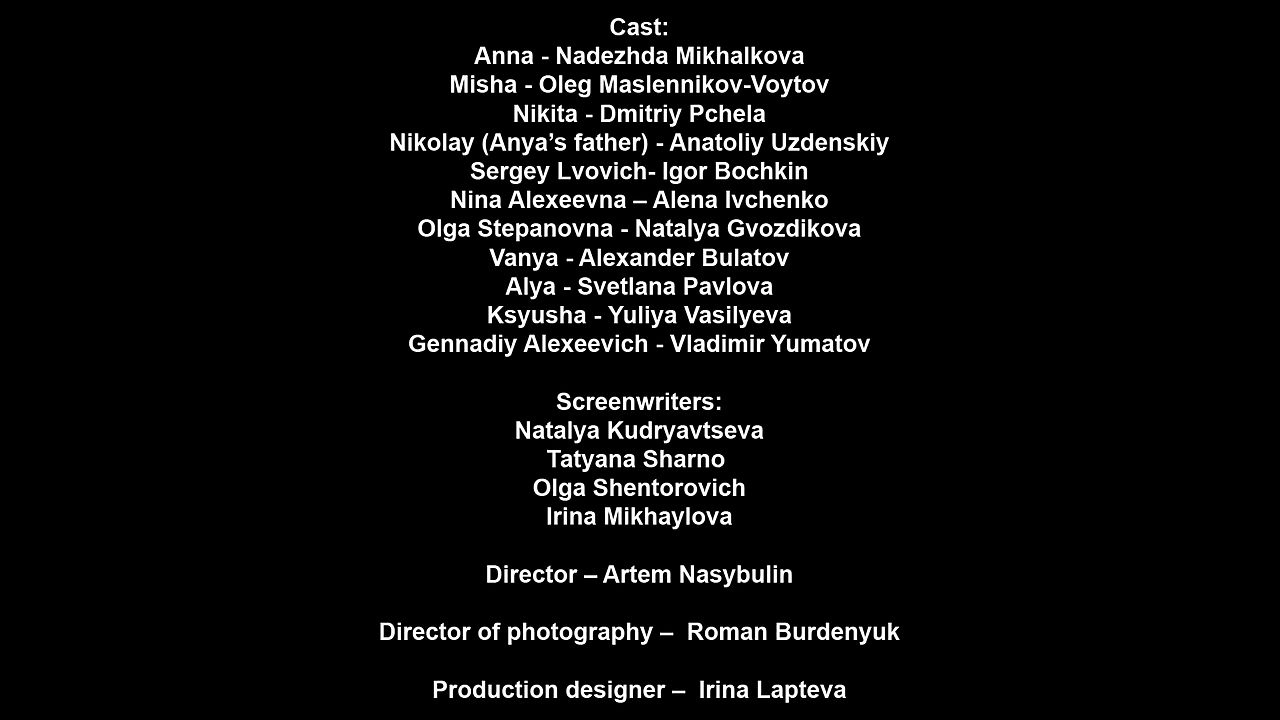 Cast:
Anna - Nadezhda Mikhalkova
Misha - Oleg Maslennikov-Voytov
Nikita - Dmitriy Pchela
Nikolay (Anya’s father) - Anatoliy Uzdenskiy
Sergey Lvovich- Igor Bochkin
Nina Alexeevna – Alena Ivchenko
Olga Stepanovna - Natalya Gvozdikova
Vanya - Alexander Bulatov
Alya - Svetlana Pavlova
Ksyusha - Yuliya Vasilyeva
Gennadiy Alexeevich - Vladimir Yumatov
Screenwriters:
Natalya Kudryavtseva
Tatyana Sharno
Olga Shentorovich
Irina Mikhaylova
Director – Artem Nasybulin
Director of photography –  Roman Burdenyuk
Production designer –  Irina Lapteva